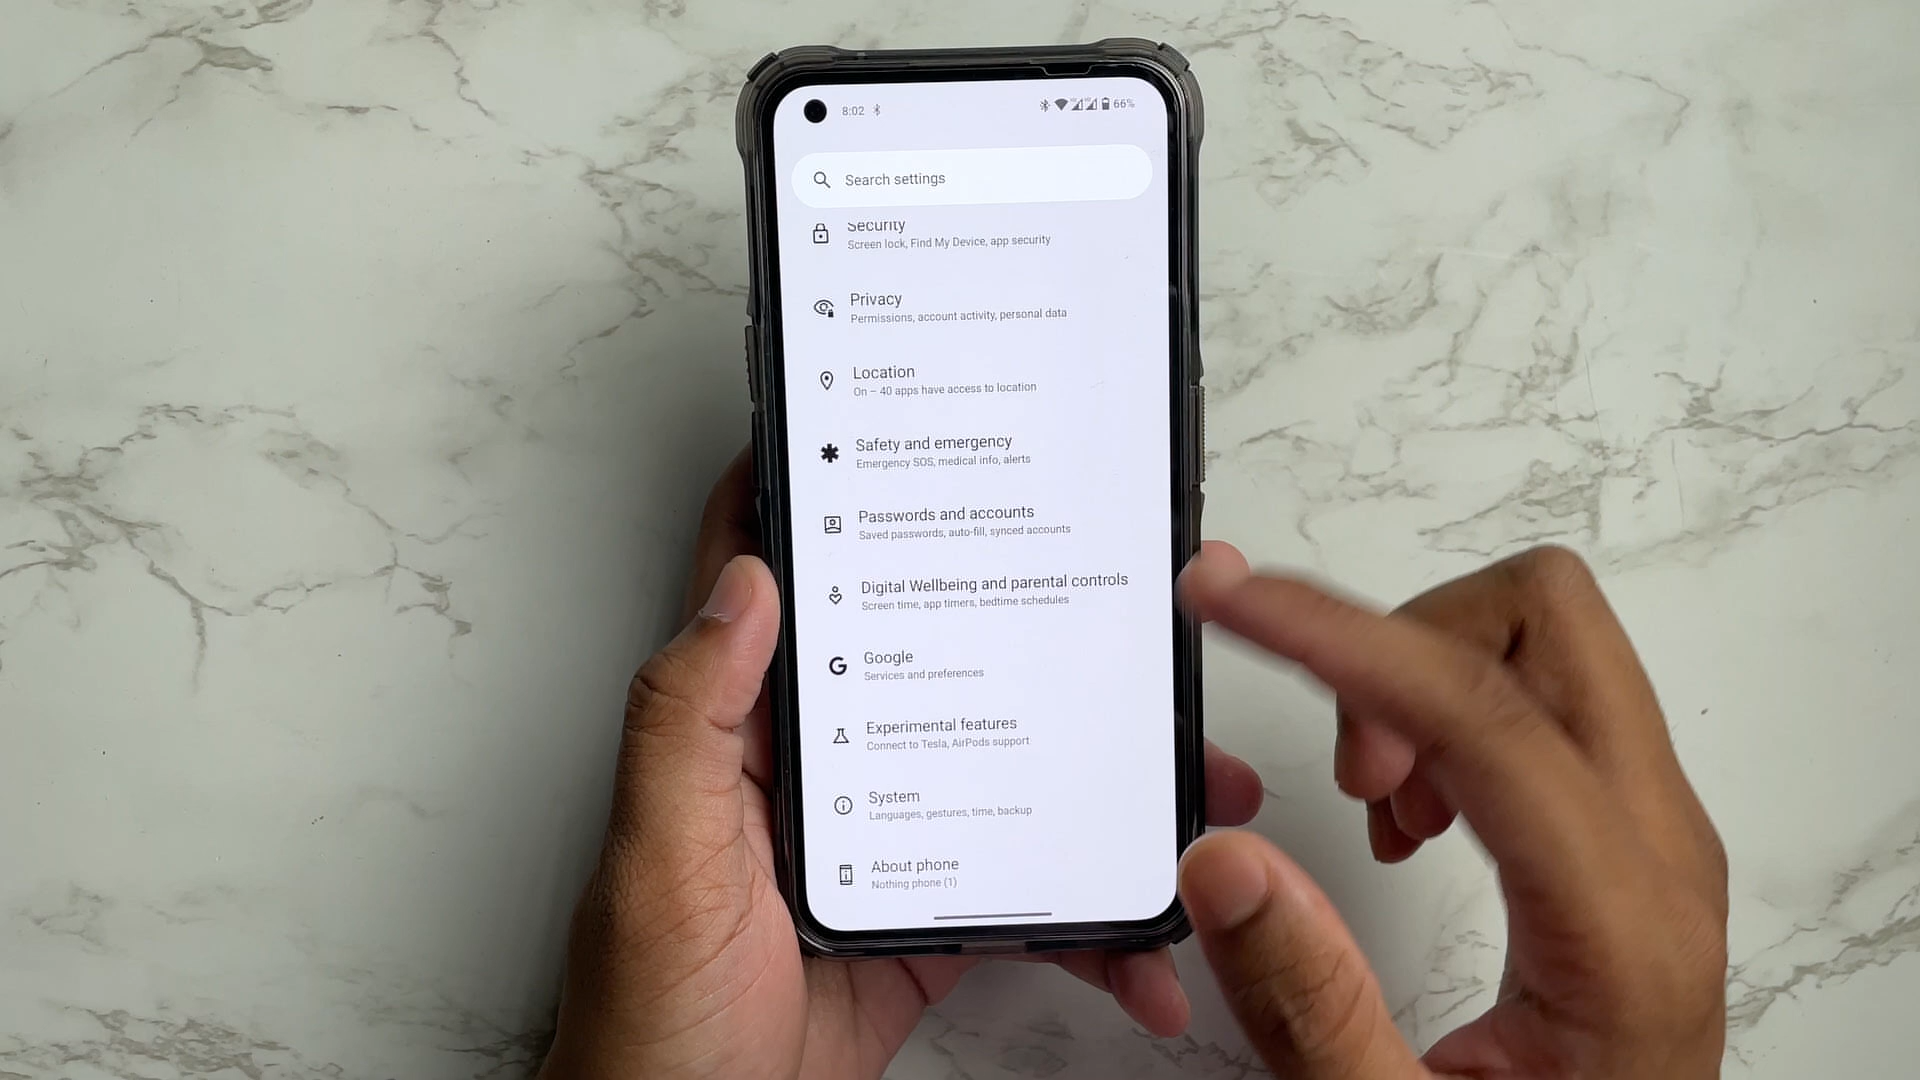 8:02
66%
Search settings
Security
Screen lock, Find My Device, app security
Privacy
Permissions, account activity, personal data
Location
On – 40 apps have access to location
Safety and emergency
Emergency SOS, medical info, alerts
Passwords and accounts
Saved passwords, auto-fill, synced accounts
Digital Wellbeing and parental controls
Screen time, app timers, bedtime schedules
Google
Services and preferences
Experimental features
Connect to Tesla, AirPods support
System
Languages, gestures, time, backup
About phone
Nothing phone (1)